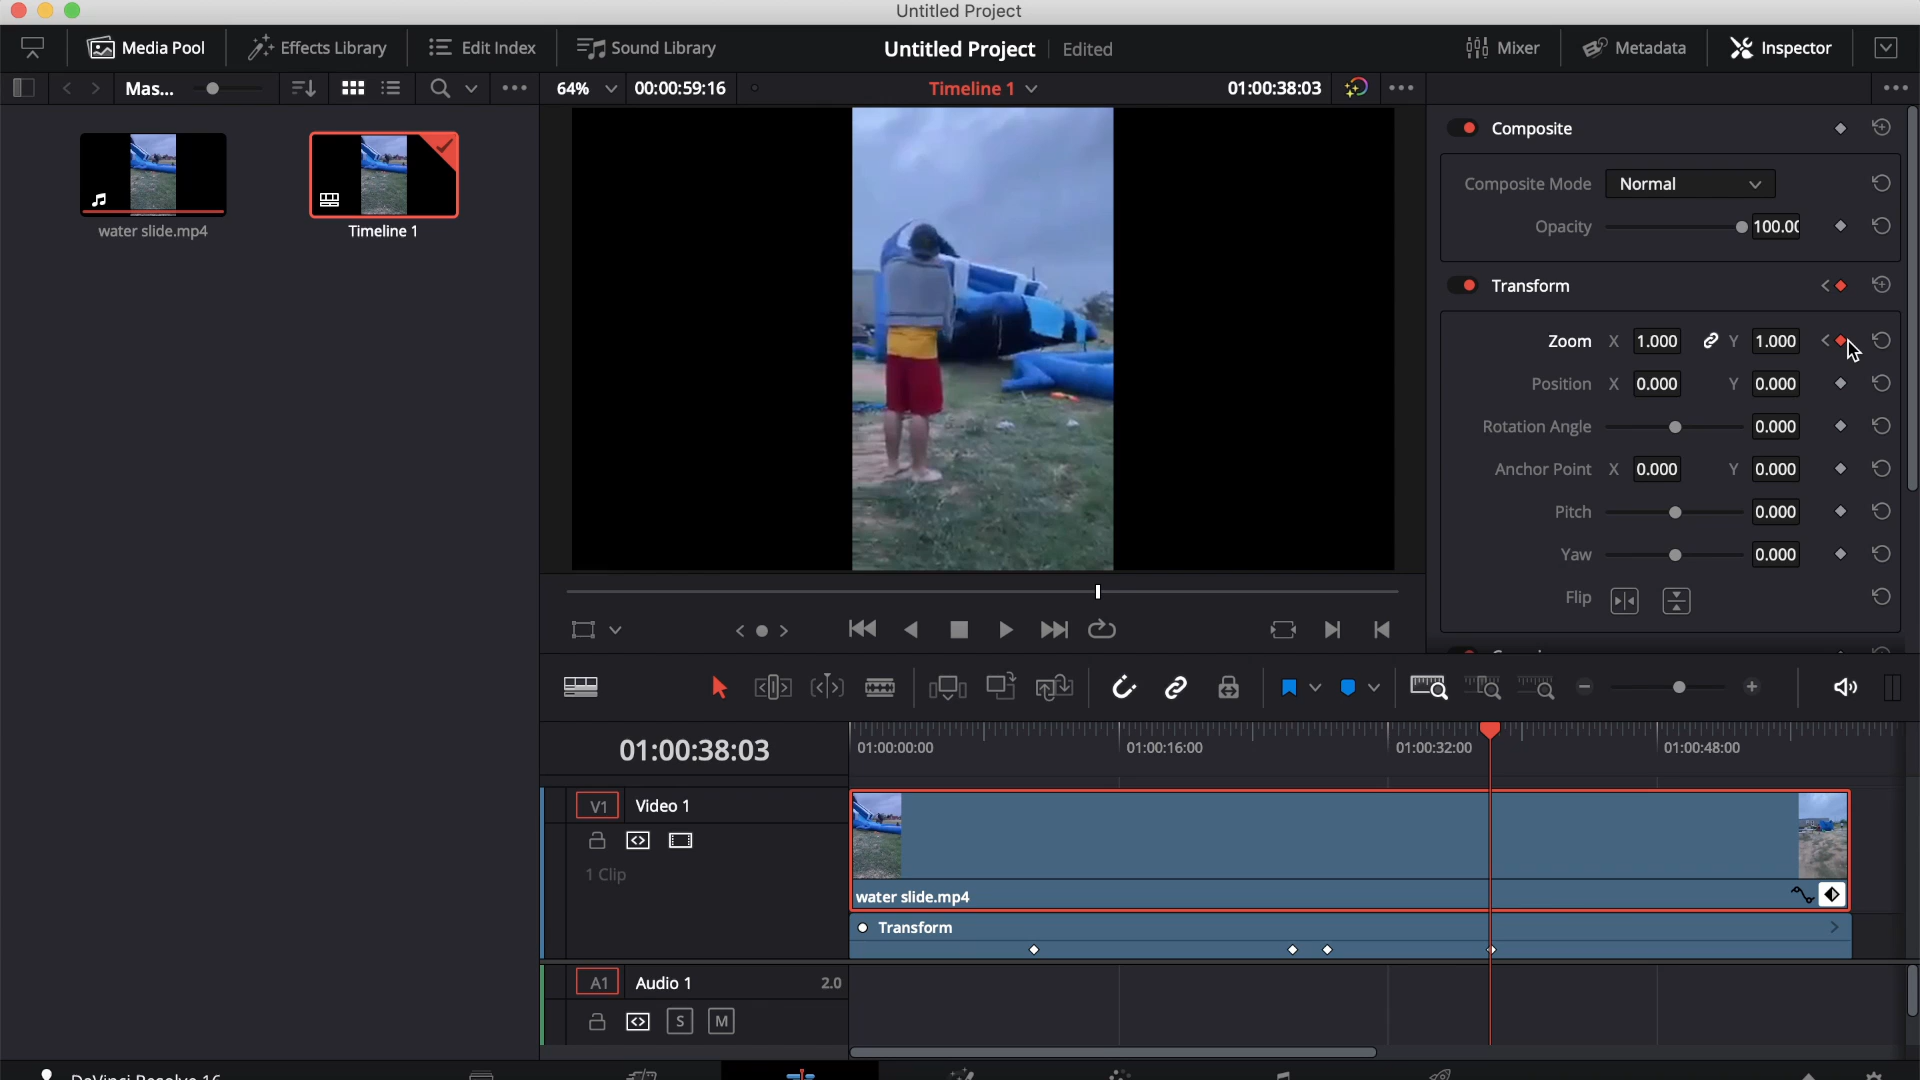 Untitled Project
Media Pool
Effects Library
Edit Index
Sound Library
Untitled Project
Edited
Mixer
Metadata
Inspector
Mas...
64%
00:00:59:16
Timeline 1
01:00:38:03
water slide.mp4
Timeline 1
Composite
Composite Mode
Normal
Opacity
100.00
Transform
Zoom X 1.000 Y 1.000
Position X 0.000 Y 0.000
Rotation Angle 0.000
Anchor Point X 0.000 Y 0.000
Pitch 0.000
Yaw 0.000
Flip
01:00:38:03
01:00:00:00
01:00:16:00
01:00:32:00
01:00:48:00
V1 Video 1
1 Clip
water slide.mp4
Transform
A1 Audio 1 2.0
S M
DaVinci Resolve 16